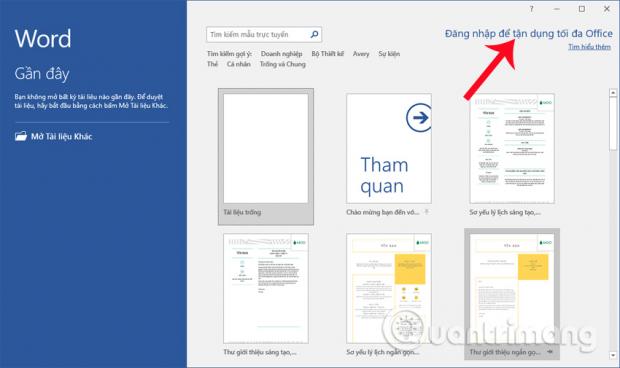 Word
Gần đây
Bạn không mở bất kỳ tài liệu nào gần đây. Để duyệt
tài liệu, hãy bắt đầu bằng cách bấm Mở Tài liệu Khác.
Mở Tài liệu Khác
Tìm kiếm mẫu trực tuyến
Đăng nhập để tận dụng tối đa Office
Tìm hiểu thêm
Tìm kiếm gợi ý: Doanh nghiệp Bộ Thiết kế Avery Sự kiện
Thẻ Cá nhân Trống và Chung
Tham
quan
Tài liệu trống
Chào mừng bạn đến với...
Sơ yếu lý lịch sáng tạo,...
Thư giới thiệu sáng tạo,...
Sơ yếu lý lịch ngắn gọn...
Thư giới thiệu ngắn gọ...
Quantrimang